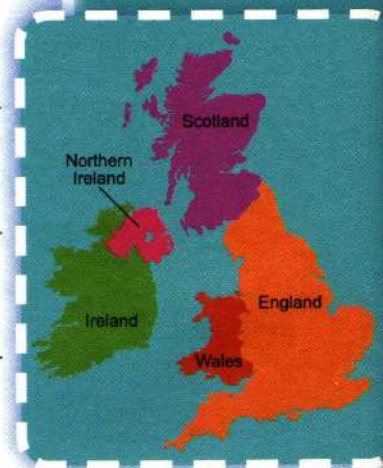 Scotland
Northern
Ireland
England
Ireland
Wales